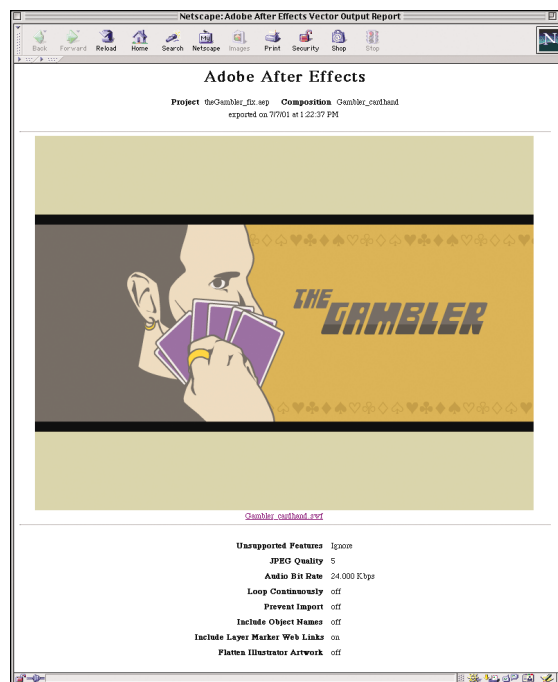 Netscape: Adobe After Effects Vector Output Report
Back Forward Reload Home Search Netscape Images Print Security Shop Stop
Adobe After Effects
Project theGambler_fix.aep Composition Gambler_cardhand
exported on 7/7/01 at 1:22:37 PM
THE
GAMBLER
Gambler_cardhand.swf
Unsupported Features Ignore
JPEG Quality 5
Audio Bit Rate 24.000 Kbps
Loop Continuously off
Prevent Import off
Include Object Names off
Include Layer Marker Web Links on
Flatten Illustrator Artwork off